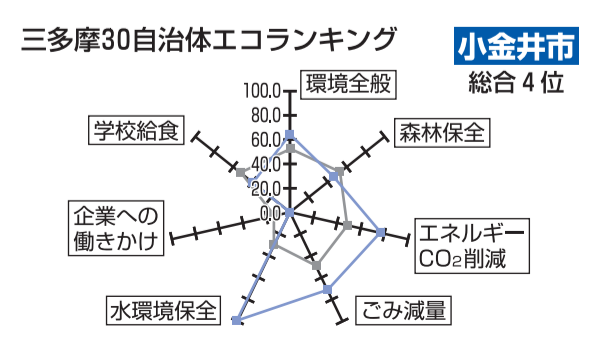 三多摩30自治体エコランキング
小金井市
総合4位
環境全般
100.0
80.0
60.0
40.0
20.0
0.0
森林保全
エネルギー
CO2削減
ごみ減量
水環境保全
企業への
働きかけ
学校給食